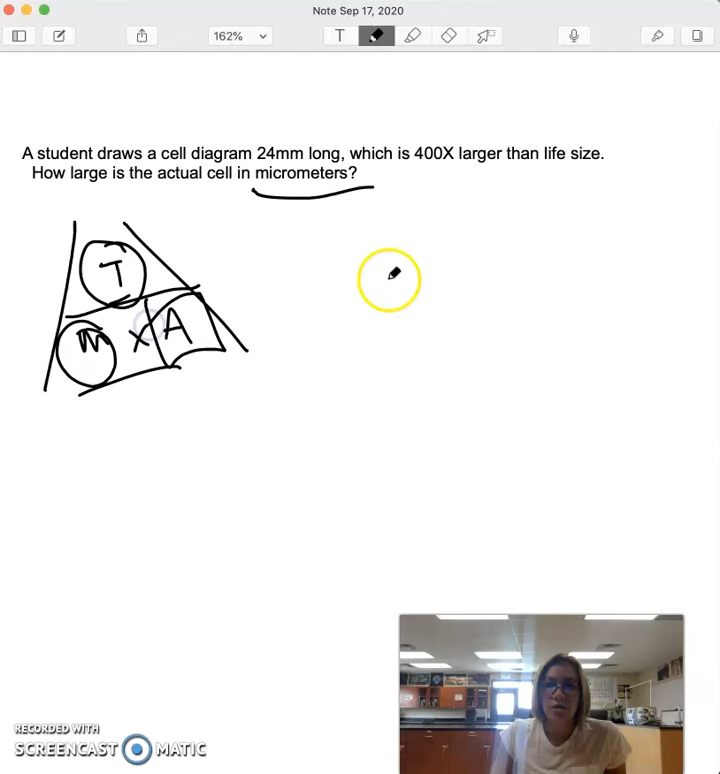 Note Sep 17, 2020
162%
T
A student draws a cell diagram 24mm long, which is 400X larger than life size.
How large is the actual cell in micrometers?
T
m x A
RECORDED WITH
SCREENCAST MATIC